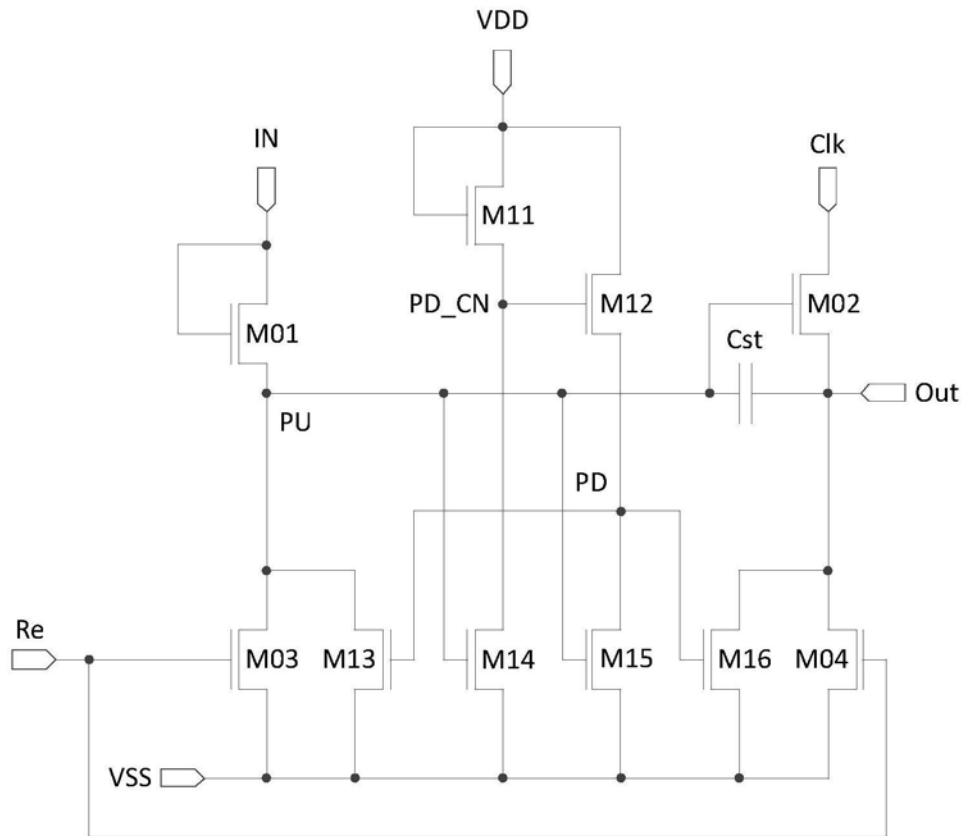 VDD
IN
Clk
M11
PD_CN
M12
M02
M01
Cst
Out
PU
PD
Re
M03
M13
M14
M15
M16
M04
VSS